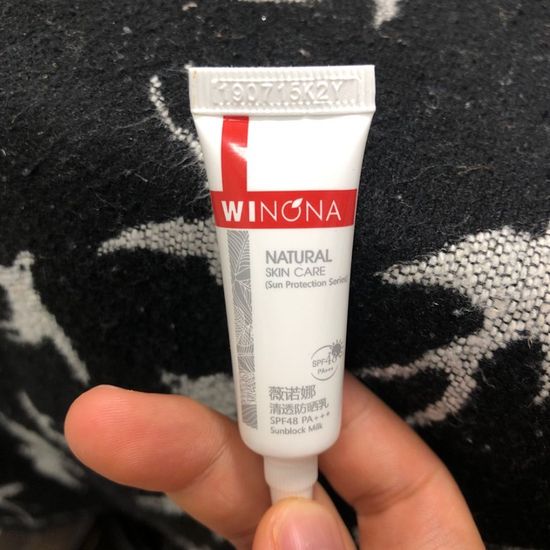 190715K2Y
WINONA
NATURAL
SKIN CARE
(Sun Protection Series)
SPF48
PA+++
薇诺娜
清透防晒乳
SPF48 PA+++
Sunblock Milk